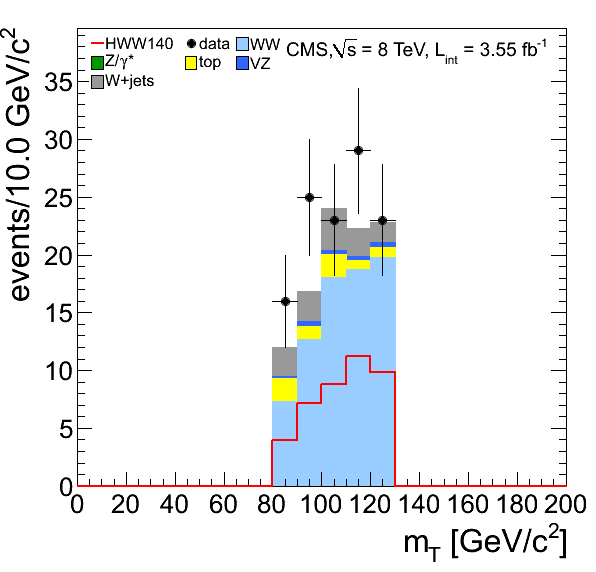 HWW140 data WW CMS,√s = 8 TeV, L_int = 3.55 fb^-1
Z/γ* top VZ
W+jets
events/10.0 GeV/c²
35
30
25
20
15
10
5
0
0 20 40 60 80 100 120 140 160 180 200
m_T [GeV/c²]